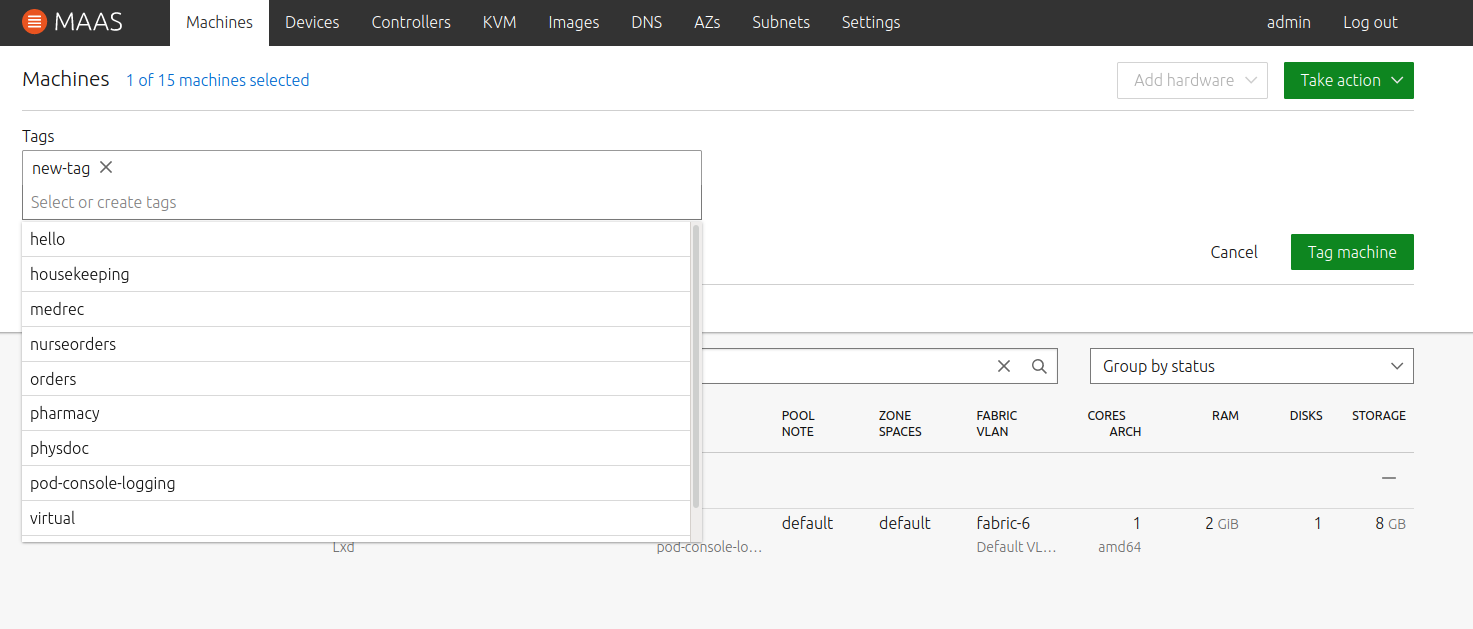 MAAS Machines Devices Controllers KVM Images DNS AZs Subnets Settings admin Log out
Machines 1 of 15 machines selected Add hardware Take action
Tags
new-tag
Select or create tags
hello
Cancel Tag machine
housekeeping
medrec
nurseorders
Group by status
orders
pharmacy
POOL ZONE FABRIC CORES RAM DISKS STORAGE
NOTE SPACES VLAN ARCH
physdoc
pod-console-logging
virtual
default default fabric-6 1 2 GIB 1 8 GB
Lxd pod-console-lo… Default VL… amd64